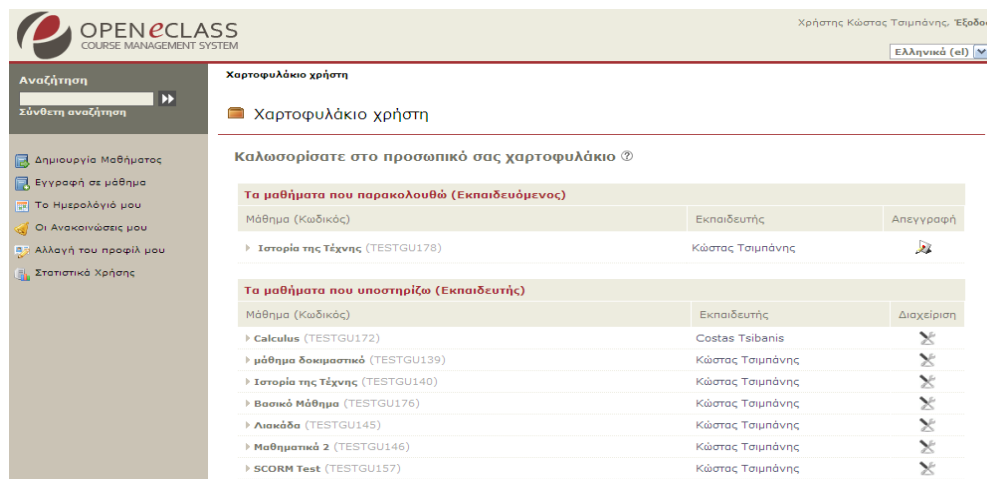 OPEN eCLASS
COURSE MANAGEMENT SYSTEM
Χρήστης Κώστας Τσιμπάνης, Έξοδος
Ελληνικά (el)
Αναζήτηση
Σύνθετη αναζήτηση
Δημιουργία Μαθήματος
Εγγραφή σε μάθημα
Το Ημερολόγιό μου
Οι Ανακοινώσεις μου
Αλλαγή του προφίλ μου
Στατιστικά Χρήσης
Χαρτοφυλάκιο χρήστη
Χαρτοφυλάκιο χρήστη
Καλωσορίσατε στο προσωπικό σας χαρτοφυλάκιο
Τα μαθήματα που παρακολουθώ (Εκπαιδευόμενος)
Μάθημα (Κωδικός) Εκπαιδευτής Απεγγραφή
Ιστορία της Τέχνης (TESTGU178) Κώστας Τσιμπάνης
Τα μαθήματα που υποστηρίζω (Εκπαιδευτής)
Μάθημα (Κωδικός) Εκπαιδευτής Διαχείριση
Calculus (TESTGU172) Costas Tsibanis
μάθημα δοκιμαστικό (TESTGU139) Κώστας Τσιμπάνης
Ιστορία της Τέχνης (TESTGU140) Κώστας Τσιμπάνης
Βασικό Μάθημα (TESTGU176) Κώστας Τσιμπάνης
Λιακάδα (TESTGU145) Κώστας Τσιμπάνης
Μαθηματικά 2 (TESTGU146) Κώστας Τσιμπάνης
SCORM Test (TESTGU157) Κώστας Τσιμπάνης